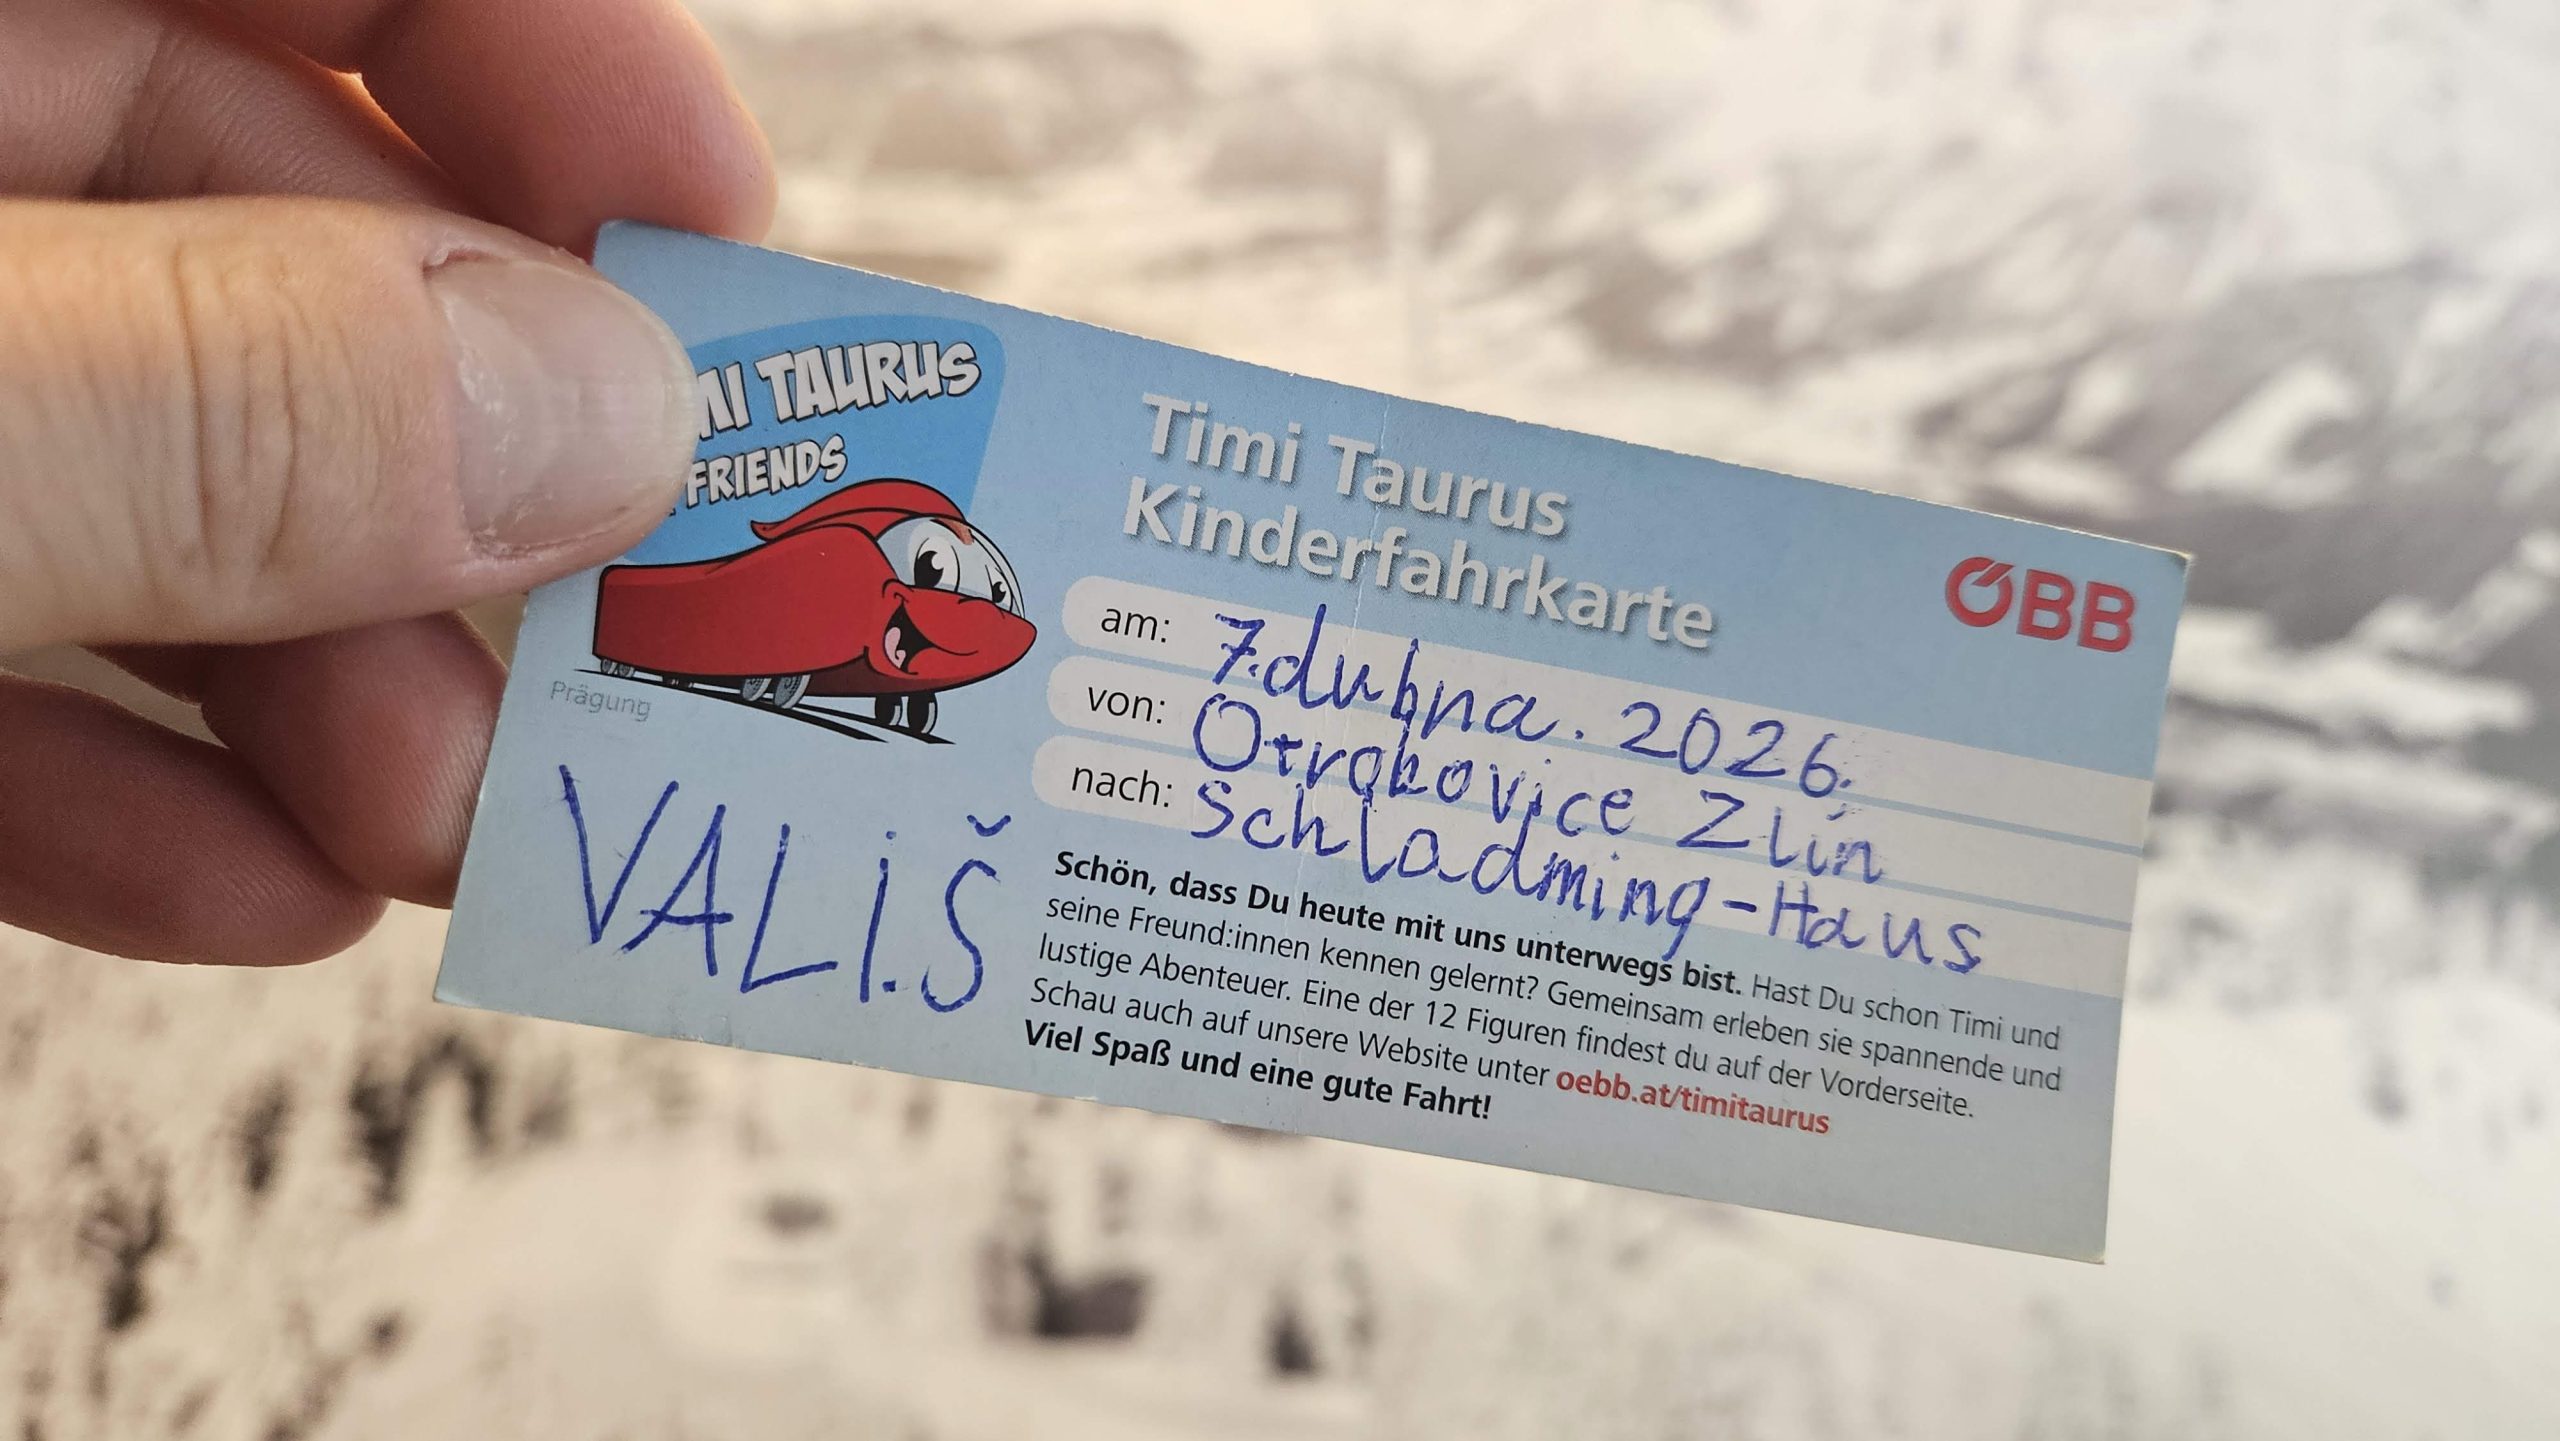 MI TAURUS
FRIENDS
Prägung
VALIŠ
Timi Taurus
Kinderfahrkarte
ÖBB
am: 7. dubna. 2026.
von: Otrokovice Zlín
nach: Schladming-Haus
Schön, dass Du heute mit uns unterwegs bist. Hast Du schon Timi und
seine Freund:innen kennen gelernt? Gemeinsam erleben sie spannende und
lustige Abenteuer. Eine der 12 Figuren findest du auf der Vorderseite.
Schau auch auf unsere Website unter oebb.at/timitaurus
Viel Spaß und eine gute Fahrt!